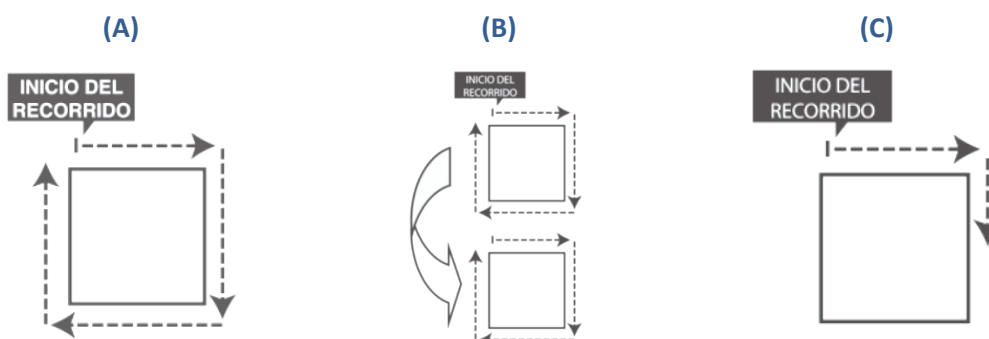 (A)
(B)
(C)
INICIO DEL
RECORRIDO
INICIO DEL
RECORRIDO
INICIO DEL
RECORRIDO